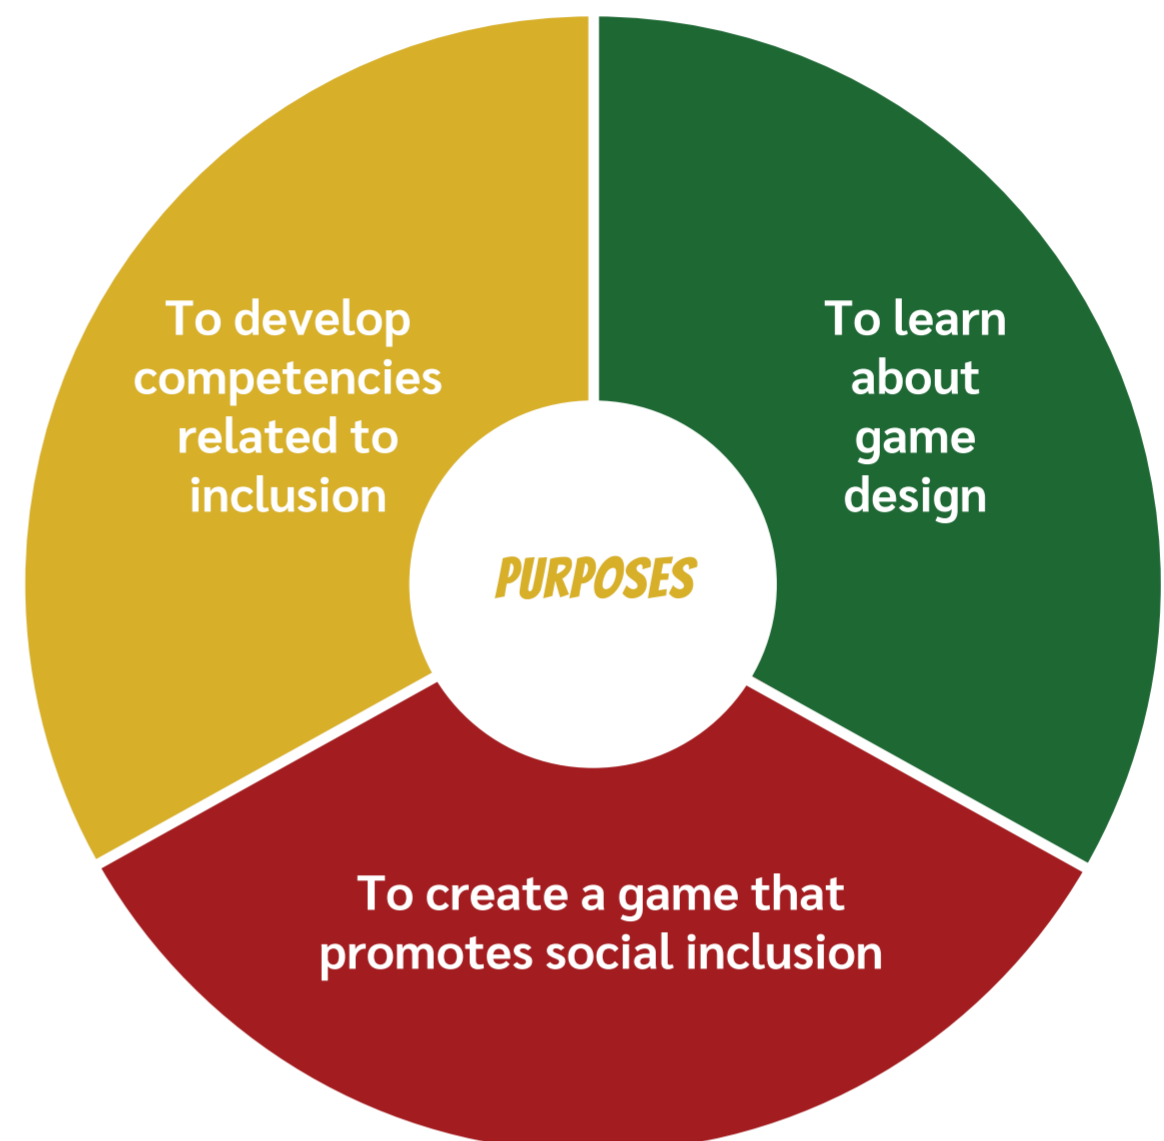 To develop
competencies
related to
inclusion
To learn
about
game
design
PURPOSES
To create a game that
promotes social inclusion